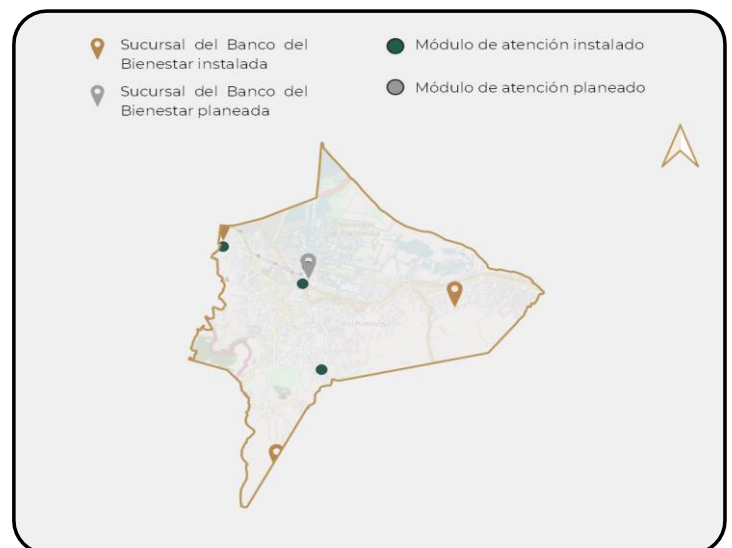 Sucursal del Banco del
Bienestar instalada
Sucursal del Banco del
Bienestar planeada
Módulo de atención instalado
Módulo de atención planeado